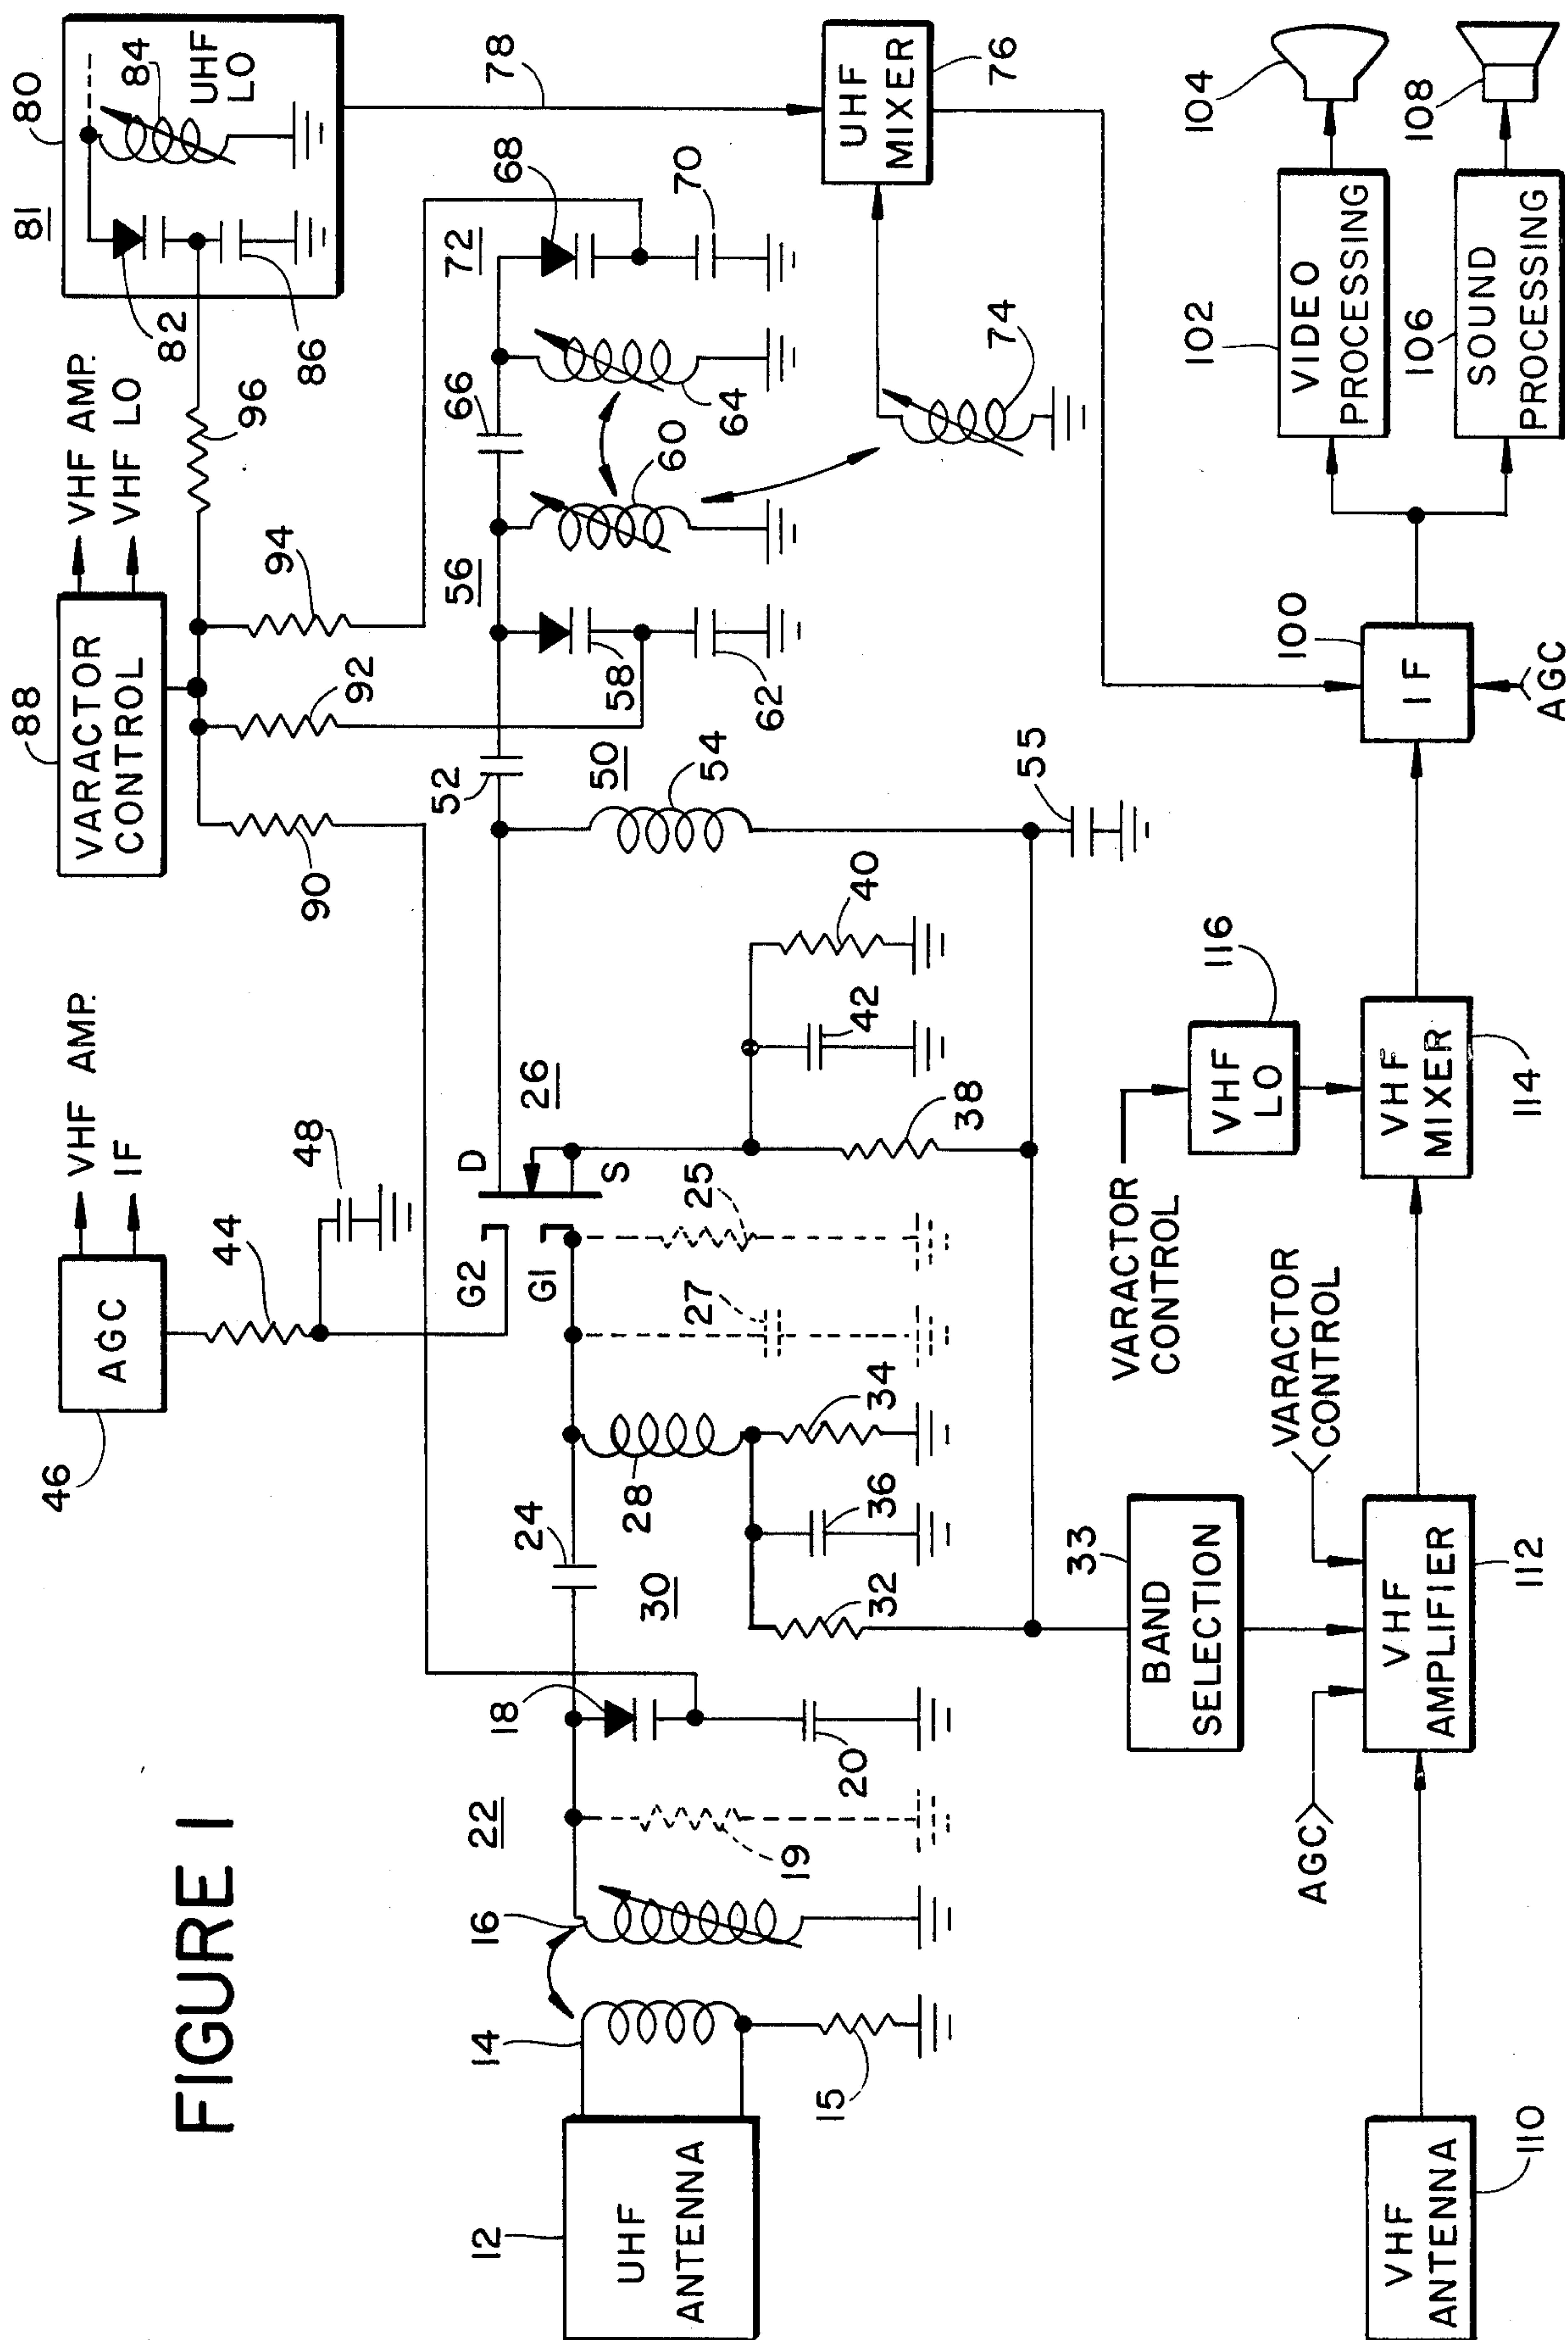 FIGURE 1
46
AGC
VHF AMP.
IF
44
48
88
VARACTOR
CONTROL
VHF AMP.
VHF LO
90
92
94
96
80
81
82
84
86
UHF
LO
12
UHF
ANTENNA
14
15
16
22
19
18
20
24
30
32
36
28
34
27
25
G2
G1
D
S
26
38
42
40
52
50
54
55
56
58
62
60
66
64
72
68
70
74
78
UHF
MIXER
76
33
BAND
SELECTION
VARACTOR
CONTROL
VARACTOR
CONTROL
VHF
LO
116
AGC
VHF
ANTENNA
110
VHF
AMPLIFIER
112
VHF
MIXER
114
IF
100
AGC
102
VIDEO
PROCESSING
104
106
SOUND
PROCESSING
108